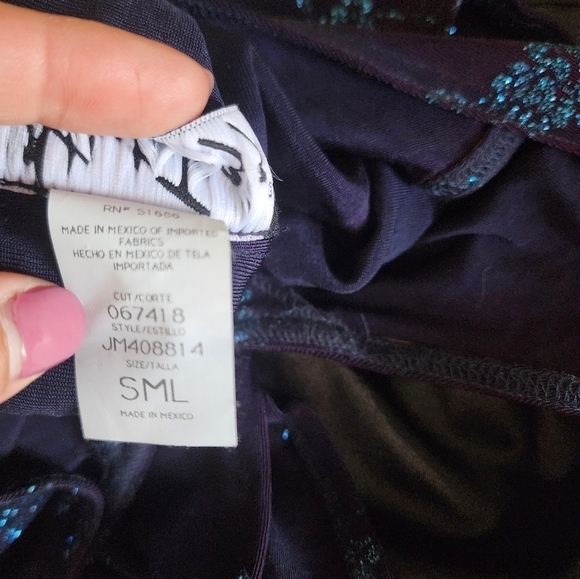 RN# 51686
MADE IN MEXICO OF IMPORTED
FABRICS
HECHO EN MEXICO DE TELA
IMPORTADA
CUT/CORTE
067418
STYLE/ESTILLO
JM408814
SIZE/TALLA
SML
MADE IN MEXICO